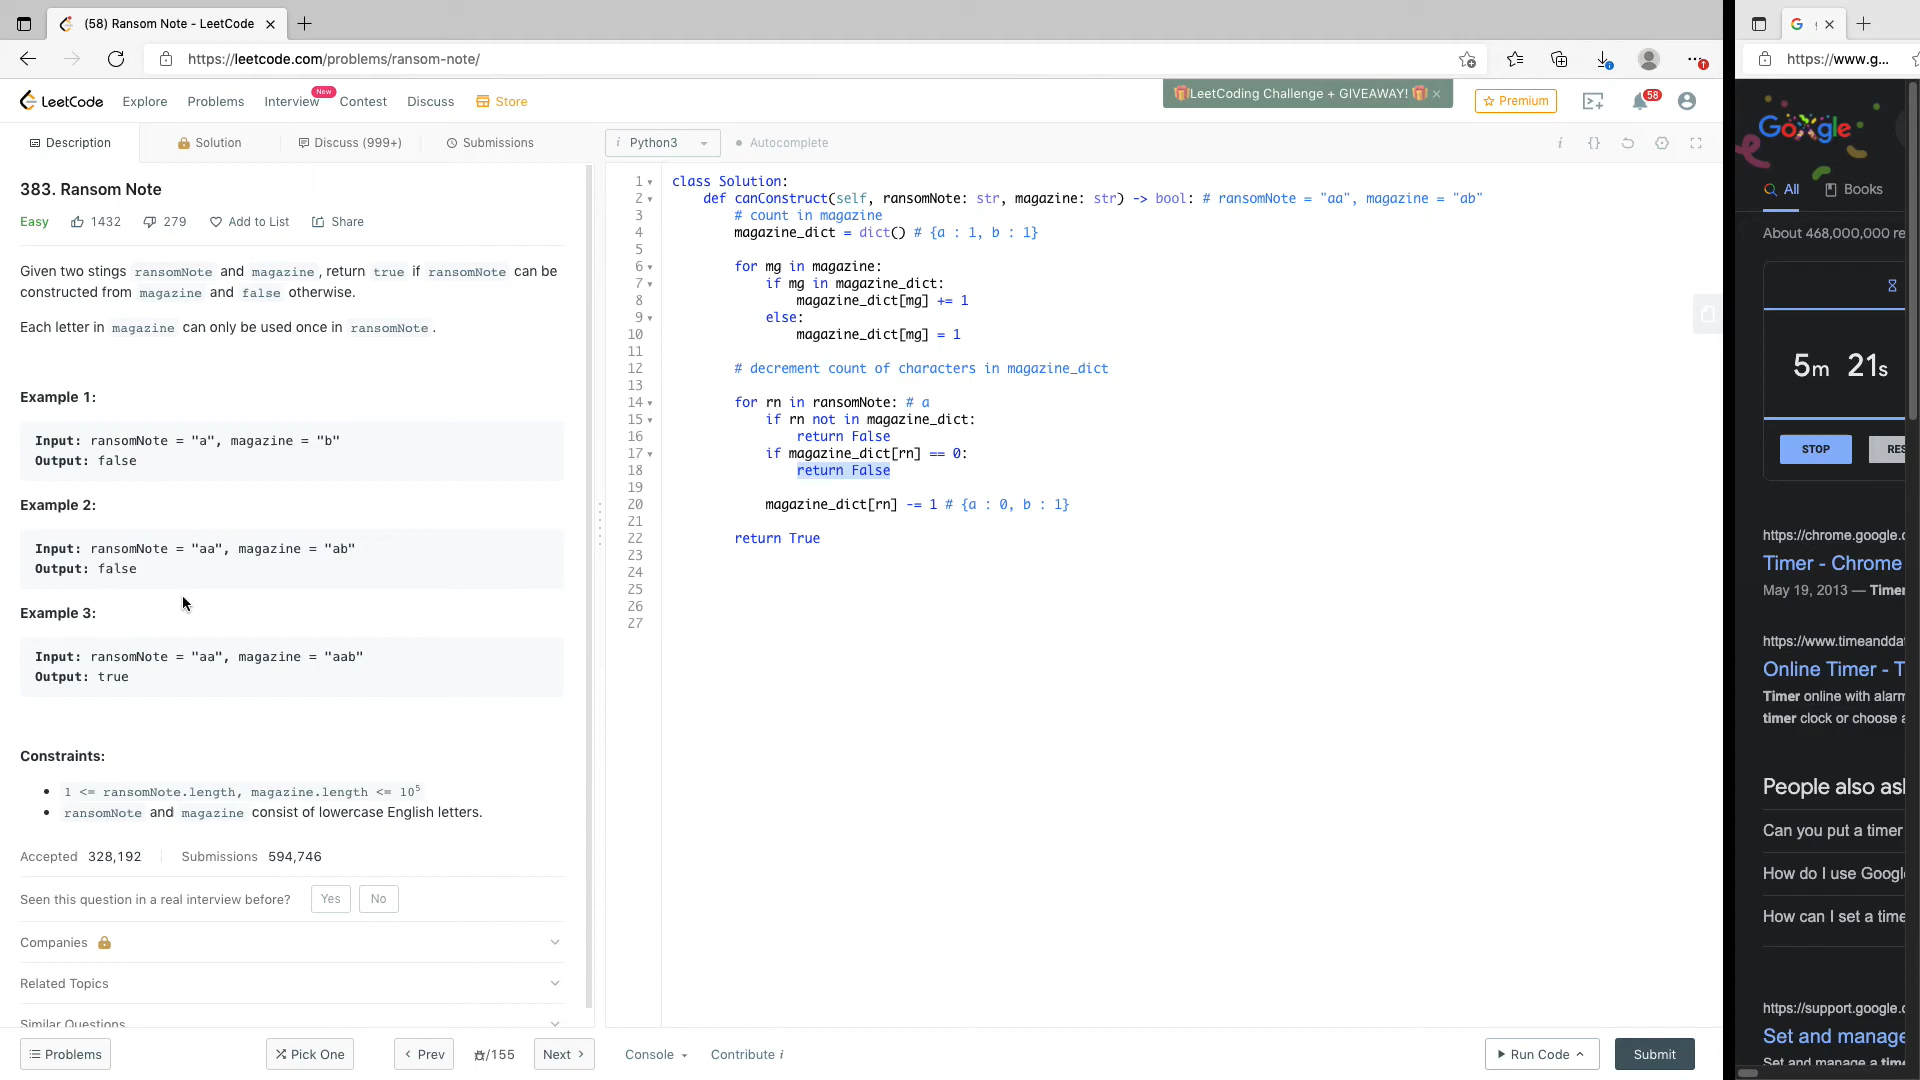 (58) Ransom Note - LeetCode
https://leetcode.com/problems/ransom-note/
https://www.g...
LeetCode
Explore
Problems
Interview
New
Contest
Discuss
Store
LeetCoding Challenge + GIVEAWAY!
Premium
58
Description
Solution
Discuss (999+)
Submissions
i Python3
Autocomplete
383. Ransom Note
Easy
1432
279
Add to List
Share
Given two stings ransomNote and magazine, return true if ransomNote can be
constructed from magazine and false otherwise.
Each letter in magazine can only be used once in ransomNote.
Example 1:
Input: ransomNote = "a", magazine = "b"
Output: false
Example 2:
Input: ransomNote = "aa", magazine = "ab"
Output: false
Example 3:
Input: ransomNote = "aa", magazine = "aab"
Output: true
Constraints:
1 <= ransomNote.length, magazine.length <= 10^5
ransomNote and magazine consist of lowercase English letters.
Accepted 328,192
Submissions 594,746
Seen this question in a real interview before?
Yes
No
Companies
Related Topics
Similar Questions
Problems
Pick One
Prev
/155
Next
1 class Solution:
2 def canConstruct(self, ransomNote: str, magazine: str) -> bool: # ransomNote = "aa", magazine = "ab"
3 # count in magazine
4 magazine_dict = dict() # {a : 1, b : 1}
5
6 for mg in magazine:
7 if mg in magazine_dict:
8 magazine_dict[mg] += 1
9 else:
10 magazine_dict[mg] = 1
11
12 # decrement count of characters in magazine_dict
13
14 for rn in ransomNote: # a
15 if rn not in magazine_dict:
16 return False
17 if magazine_dict[rn] == 0:
18 return False
19
20 magazine_dict[rn] -= 1 # {a : 0, b : 1}
21
22 return True
23
24
25
26
27
Console
Contribute i
Run Code
Submit
Google
All
Books
About 468,000,000 re
5m 21s
STOP
RES
https://chrome.google.c
Timer - Chrome
May 19, 2013 — Timer
https://www.timeanddat
Online Timer - T
Timer online with alarm
timer clock or choose a
People also as
Can you put a timer
How do I use Googl
How can I set a time
https://support.google.c
Set and manage
Set and manage a time